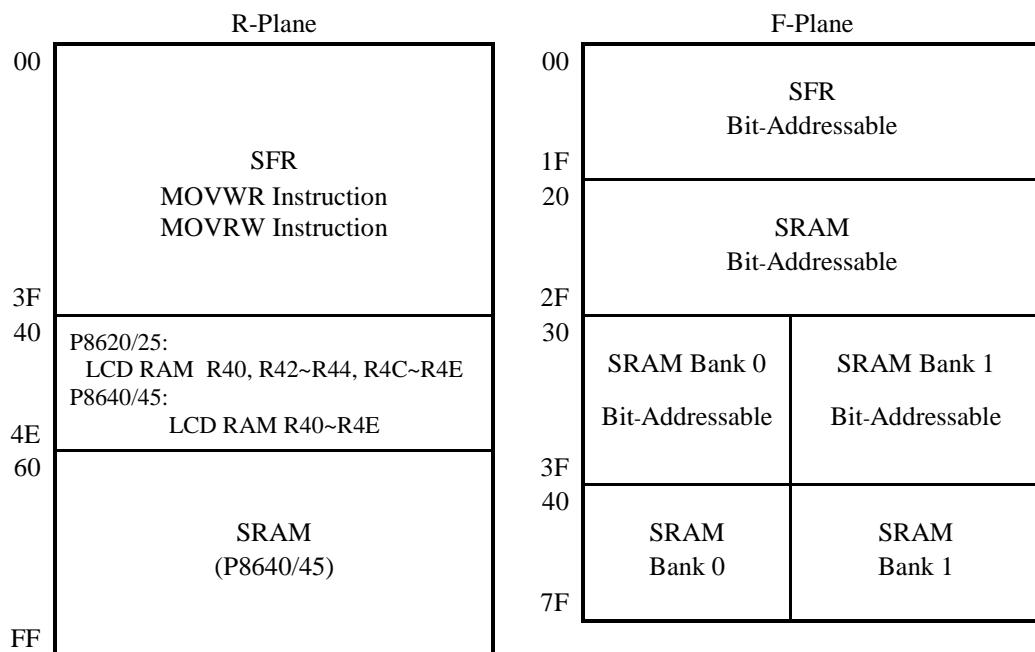 R-Plane
00
SFR
MOVWR Instruction
MOVRW Instruction
3F
40
P8620/25:
LCD RAM R40, R42~R44, R4C~R4E
P8640/45:
LCD RAM R40~R4E
4E
60
SRAM
(P8640/45)
FF
F-Plane
00
SFR
Bit-Addressable
1F
20
SRAM
Bit-Addressable
2F
30
SRAM Bank 0
Bit-Addressable
SRAM Bank 1
Bit-Addressable
3F
40
SRAM
Bank 0
SRAM
Bank 1
7F